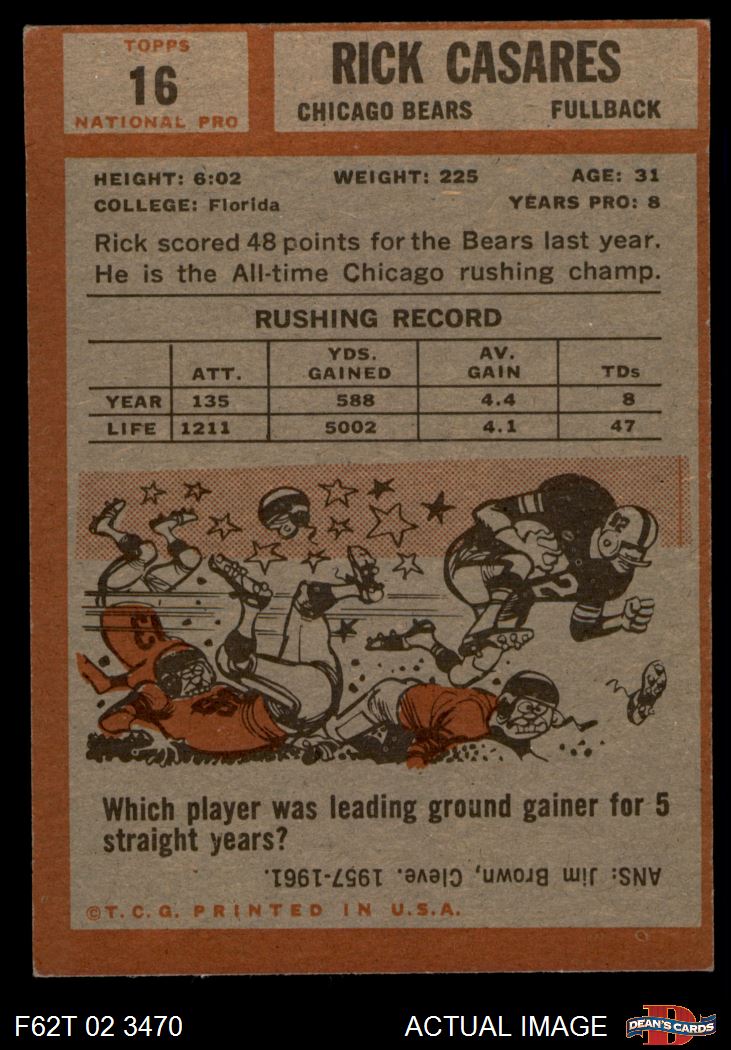 TOPPS
16
NATIONAL PRO
RICK CASARES
CHICAGO BEARS FULLBACK
HEIGHT: 6:02 WEIGHT: 225 AGE: 31
COLLEGE: Florida YEARS PRO: 8
Rick scored 48 points for the Bears last year.
He is the All-time Chicago rushing champ.
RUSHING RECORD
ATT. YDS. GAINED AV. GAIN TDs
YEAR 135 588 4.4 8
LIFE 1211 5002 4.1 47
Which player was leading ground gainer for 5
straight years?
ANS: Jim Brown, Cleve. 1957-1961.
©T.C.G. PRINTED IN U.S.A.
F62T 02 3470 ACTUAL IMAGE DEAN'S CARDS